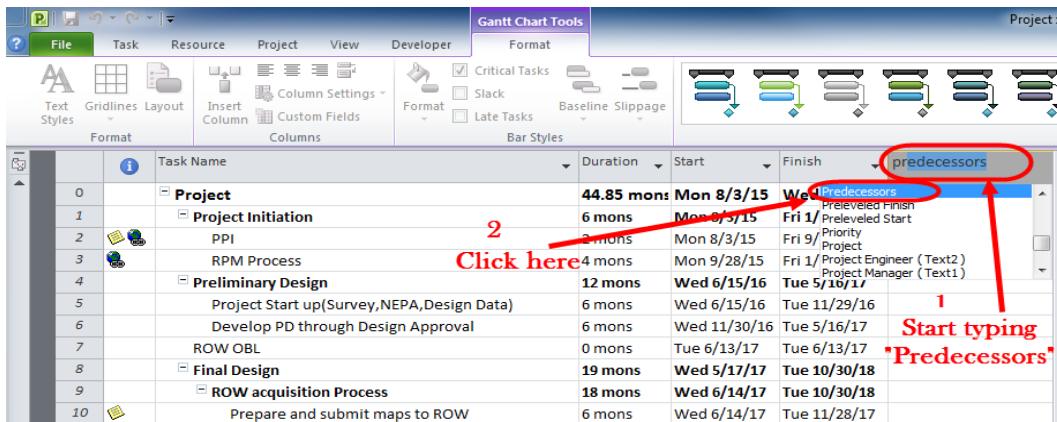 Gantt Chart Tools
Project
File Task Resource Project View Developer Format
Text Styles
Gridlines
Layout
Format
Insert Column
Column Settings
Custom Fields
Columns
Format
Critical Tasks
Slack
Late Tasks
Baseline
Slippage
Bar Styles
Task Name Duration Start Finish predecessors
0 Project 44.85 mons Mon 8/3/15 Wed
1 Project Initiation 6 mons Mon 8/3/15 Fri 1/
2 PPI 2 mons Mon 8/3/15 Fri 9/
3 RPM Process 4 mons Mon 9/28/15 Fri 1/
4 Preliminary Design 12 mons Wed 6/15/16 Tue 5/16/17
5 Project Start up(Survey,NEPA,Design Data) 6 mons Wed 6/15/16 Tue 11/29/16
6 Develop PD through Design Approval 6 mons Wed 11/30/16 Tue 5/16/17
7 ROW OBL 0 mons Tue 6/13/17 Tue 6/13/17
8 Final Design 19 mons Wed 5/17/17 Tue 10/30/18
9 ROW acquisition Process 18 mons Wed 6/14/17 Tue 10/30/18
10 Prepare and submit maps to ROW 6 mons Wed 6/14/17 Tue 11/28/17
Predecessors
Preleveled Finish
Preleveled Start
Priority
Project
Project Engineer ( Text2 )
Project Manager ( Text1 )
2
Click here
1
Start typing
"Predecessors"